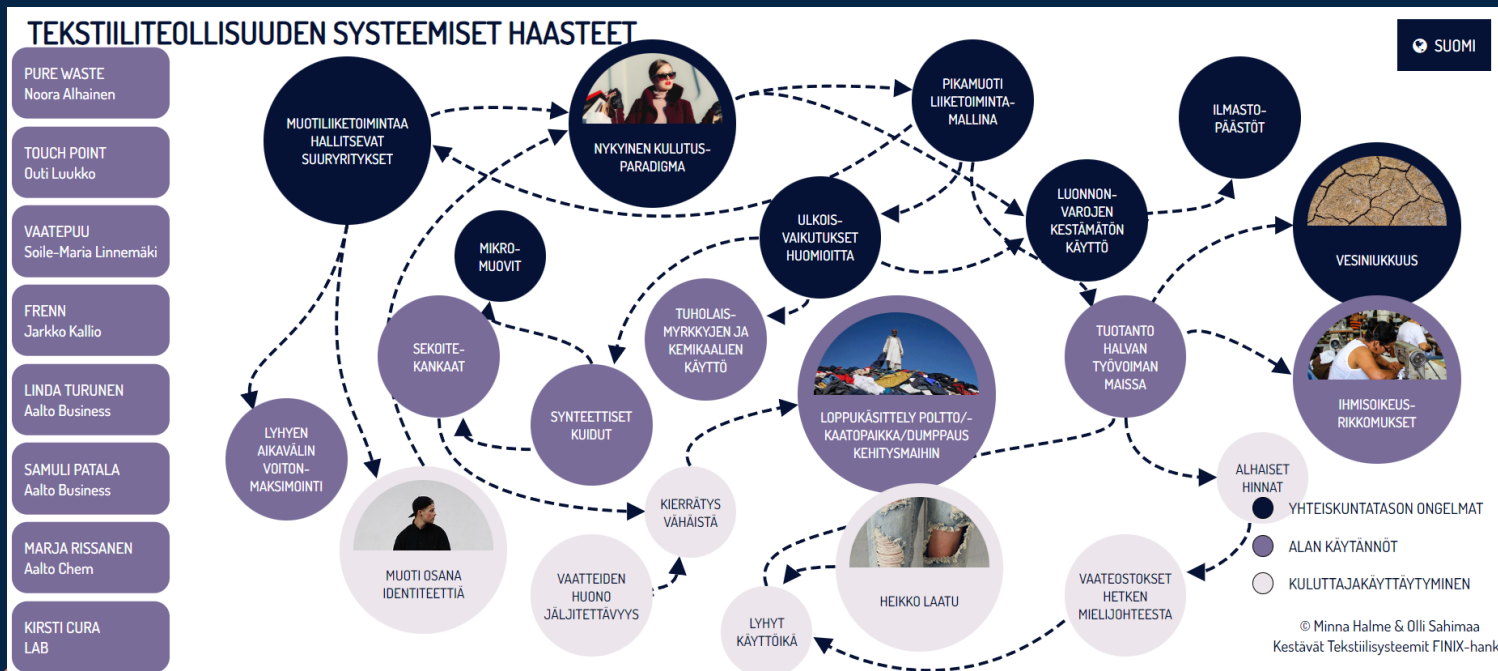 TEKSTIILITEOLLISUUDEN SYSTEEMISET HAASTEET
SUOMI
PURE WASTE
Noora Alhainen
TOUCH POINT
Outi Luukko
VAATEPUU
Soile-Maria Linnemäki
FRENN
Jarkko Kallio
LINDA TURUNEN
Aalto Business
SAMULI PATALA
Aalto Business
MARJA RISSANEN
Aalto Chem
KIRSTI CURA
LAB
MUOTILIIKETOIMINTAA
HALLITSEVAT
SUURYRITYKSET
NYKYINEN KULUTUS-
PARADIGMA
PIKAMUOTI
LIIKETOIMINTA-
MALLINA
ILMASTO-
PÄÄSTÖT
MIKRO-
MUOVIT
ULKOIS-
VAIKUTUKSET
HUOMIOITTA
LUONNON-
VAROJEN
KESTÄMÄTÖN
KÄYTTÖ
VESINIUKKUUS
SEKOITE-
KANKAAT
TUHOLAIS-
MYRKKYJEN JA
KEMIKAALIEN
KÄYTTÖ
TUOTANTO
HALVAN
TYÖVOIMAN
MAISSA
IHMISOIKEUS-
RIKKOMUKSET
LYHYEN
AIKAVÄLIN
VOITON-
MAKSIMOINTI
SYNTEETTISET
KUIDUT
LOPPUKÄSITTELY POLTTO/-
KAATOPAIKKA/DUMPPAUS
KEHITYSMAIHIN
ALHAISET
HINNAT
MUOTI OSANA
IDENTITEETTIÄ
KIERRÄTYS
VÄHÄISTÄ
VAATTEIDEN
HUONO
JÄLJITETTÄVYYS
HEIKKO LAATU
LYHYT
KÄYTTÖIKÄ
VAATEOSTOKSET
HETKEN
MIELIJOHTEESTA
YHTEISKUNTATASON ONGELMAT
ALAN KÄYTÄNNÖT
KULUTTAJAKÄYTTÄYTYMINEN
© Minna Halme & Olli Sahimaa
Kestävät Tekstiilisysteemit FINIX-hank